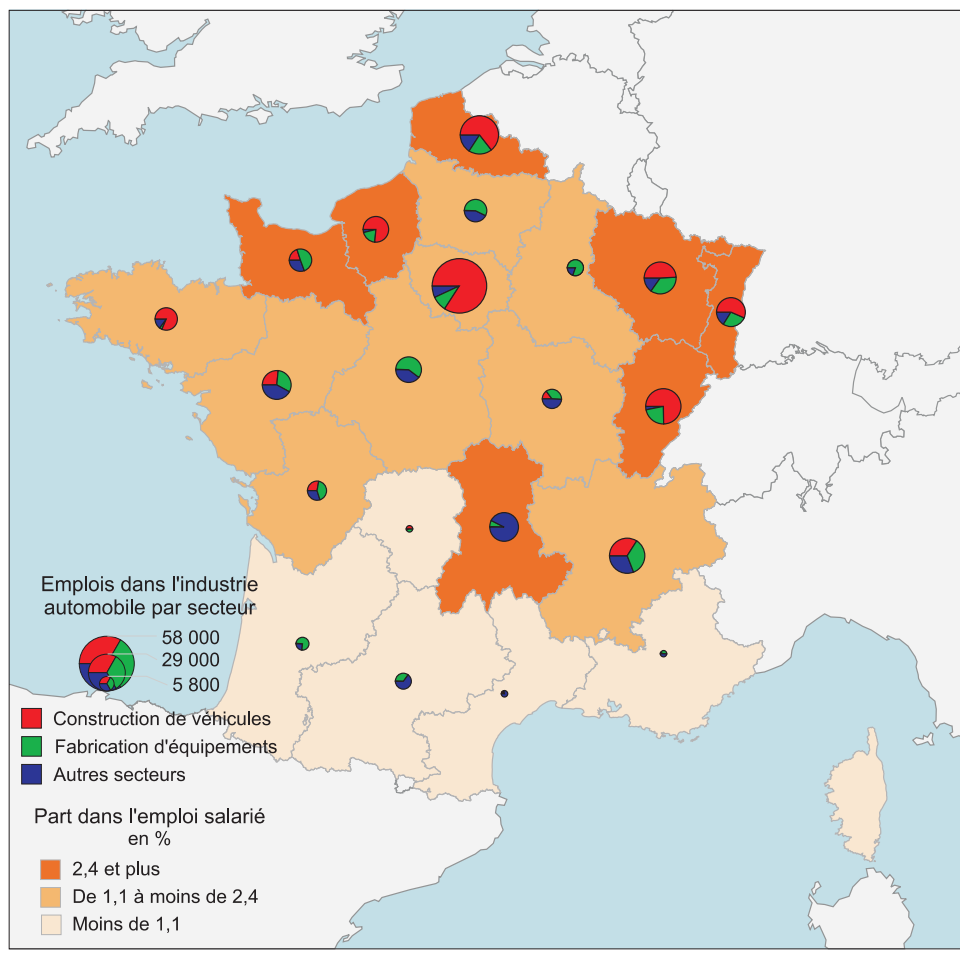 Emplois dans l'industrie
automobile par secteur
58 000
29 000
5 800
Construction de véhicules
Fabrication d'équipements
Autres secteurs
Part dans l'emploi salarié
en %
2,4 et plus
De 1,1 à moins de 2,4
Moins de 1,1